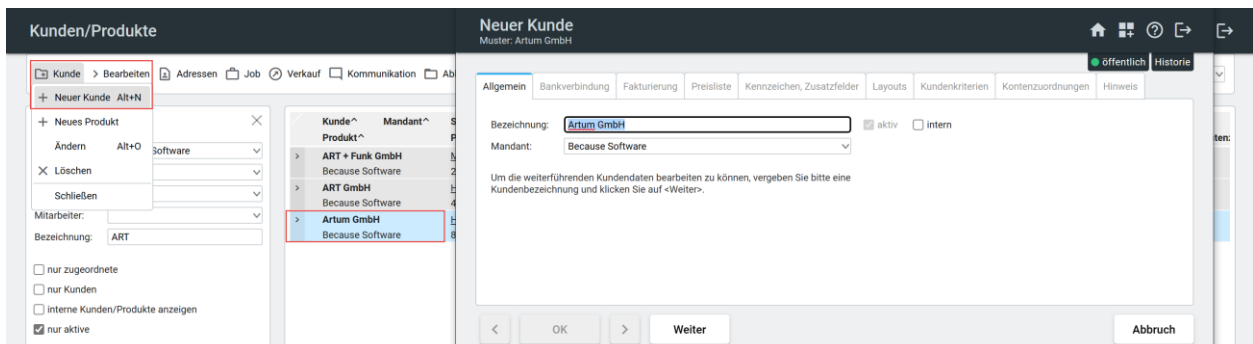 Kunden/Produkte
Kunde > Bearbeiten Adressen Job Verkauf Kommunikation
Neuer Kunde Alt+N
Neues Produkt
Ändern Alt+O
Löschen
Schließen
Software
Mitarbeiter:
Bezeichnung: ART
nur zugeordnete
nur Kunden
interne Kunden/Produkte anzeigen
nur aktive
Kunde^ Mandant^
Produkt^
ART + Funk GmbH
Because Software
ART GmbH
Because Software
Artum GmbH
Because Software
Neuer Kunde
Muster: Artum GmbH
öffentlich Historie
Allgemein Bankverbindung Fakturierung Preisliste Kennzeichen, Zusatzfelder Layouts Kundenkriterien Kontenzuordnungen Hinweis
Bezeichnung: Artum GmbH aktiv intern
Mandant: Because Software
Um die weiterführenden Kundendaten bearbeiten zu können, vergeben Sie bitte eine
Kundenbezeichnung und klicken Sie auf <Weiter>.
< OK > Weiter Abbruch